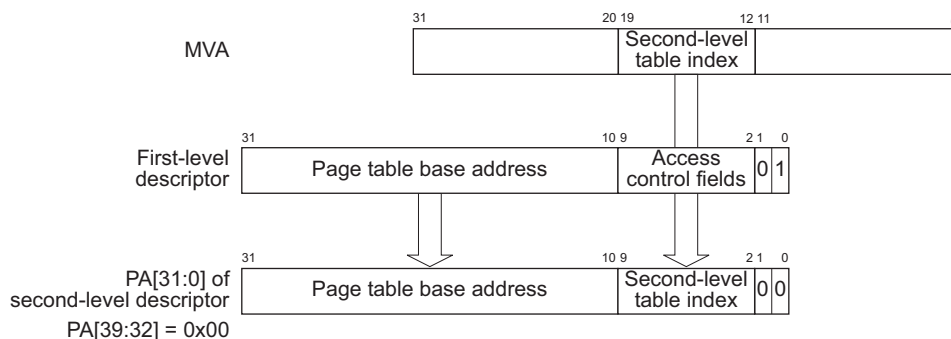 31 20 19 12 11
MVA
Second-level
table index
31 10 9 2 1 0
First-level
descriptor
Page table base address
Access
control fields
0 1
31 10 9 2 1 0
PA[31:0] of
second-level descriptor
Page table base address
Second-level
table index
0 0
PA[39:32] = 0x00